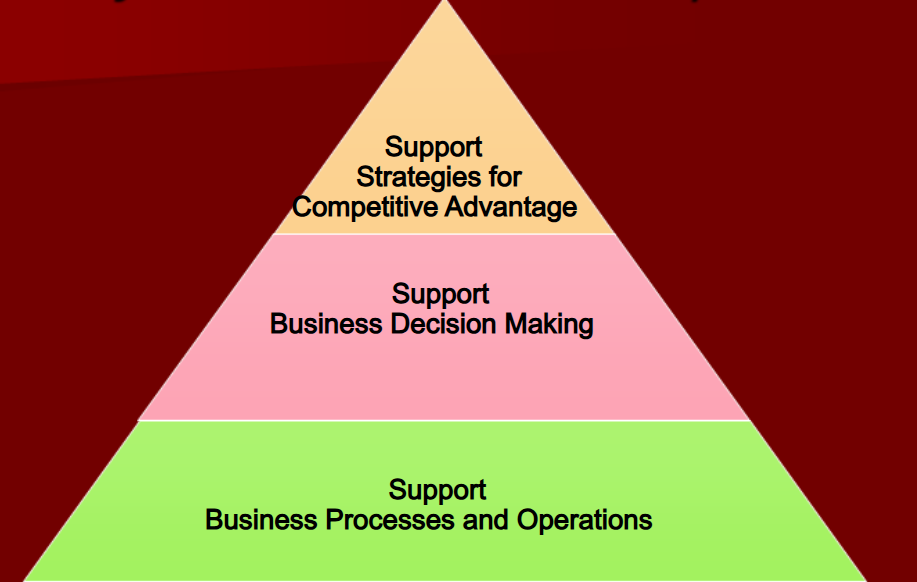 Support
Strategies for
Competitive Advantage
Support
Business Decision Making
Support
Business Processes and Operations